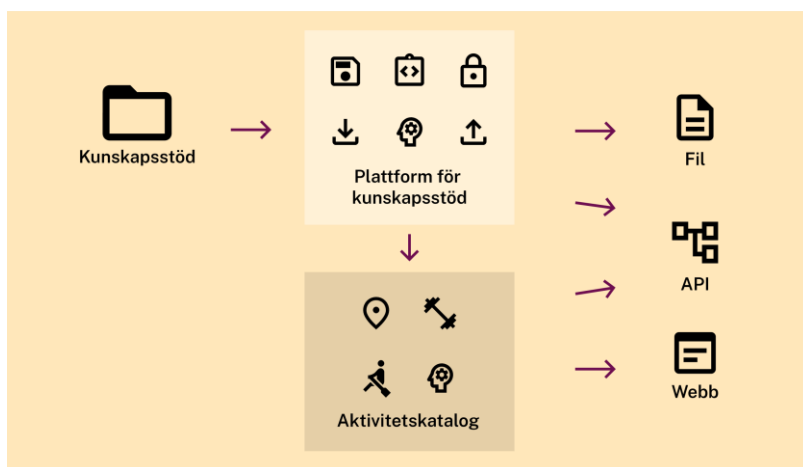 Kunskapsstöd
Plattform för
kunskapsstöd
Aktivitetskatalog
Fil
API
Webb